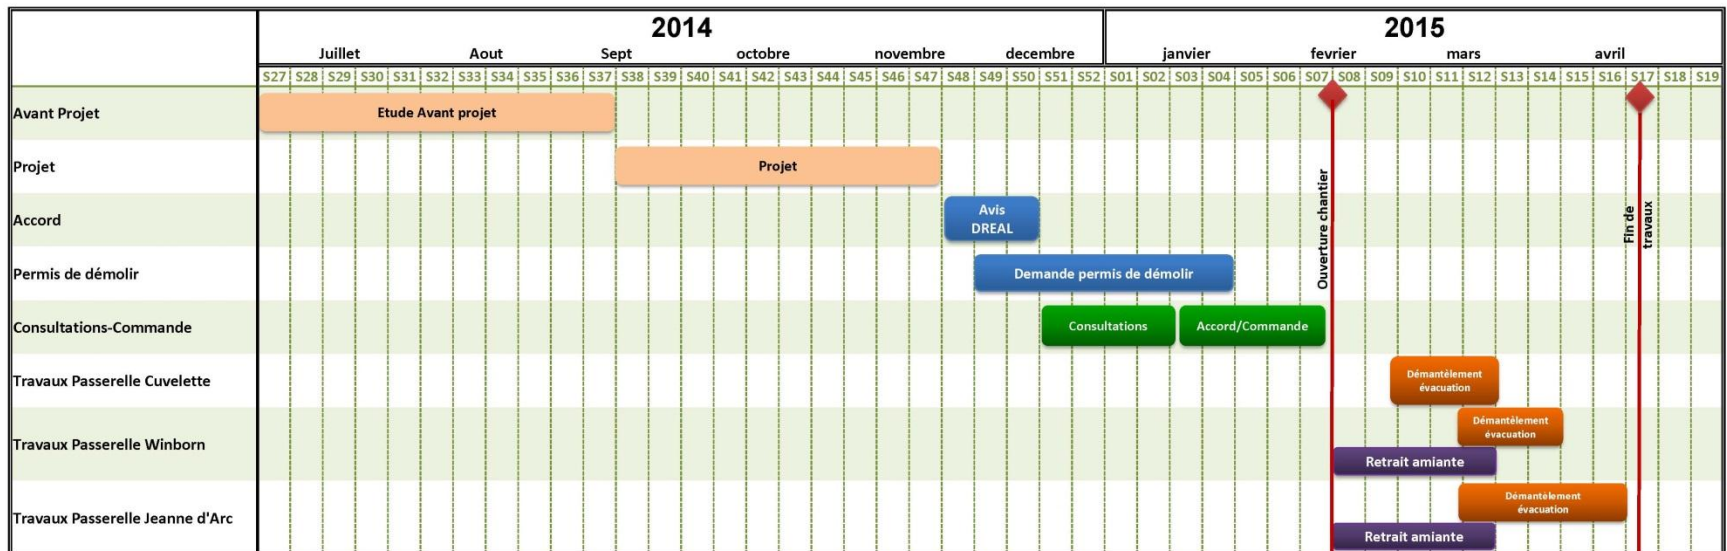 2014
2015
Juillet Aout Sept octobre novembre decembre janvier fevrier mars avril
S27 S28 S29 S30 S31 S32 S33 S34 S35 S36 S37 S38 S39 S40 S41 S42 S43 S44 S45 S46 S47 S48 S49 S50 S51 S52 S01 S02 S03 S04 S05 S06 S07 S08 S09 S10 S11 S12 S13 S14 S15 S16 S17 S18 S19
Avant Projet
Etude Avant projet
Projet
Projet
Accord
Avis
DREAL
Ouverture chantier
Fin de
travaux
Permis de démolir
Demande permis de démolir
Consultations-Commande
Consultations
Accord/Commande
Travaux Passerelle Cuvelette
Démantèlement
évacuation
Travaux Passerelle Winborn
Démantèlement
évacuation
Retrait amiante
Travaux Passerelle Jeanne d'Arc
Démantèlement
évacuation
Retrait amiante